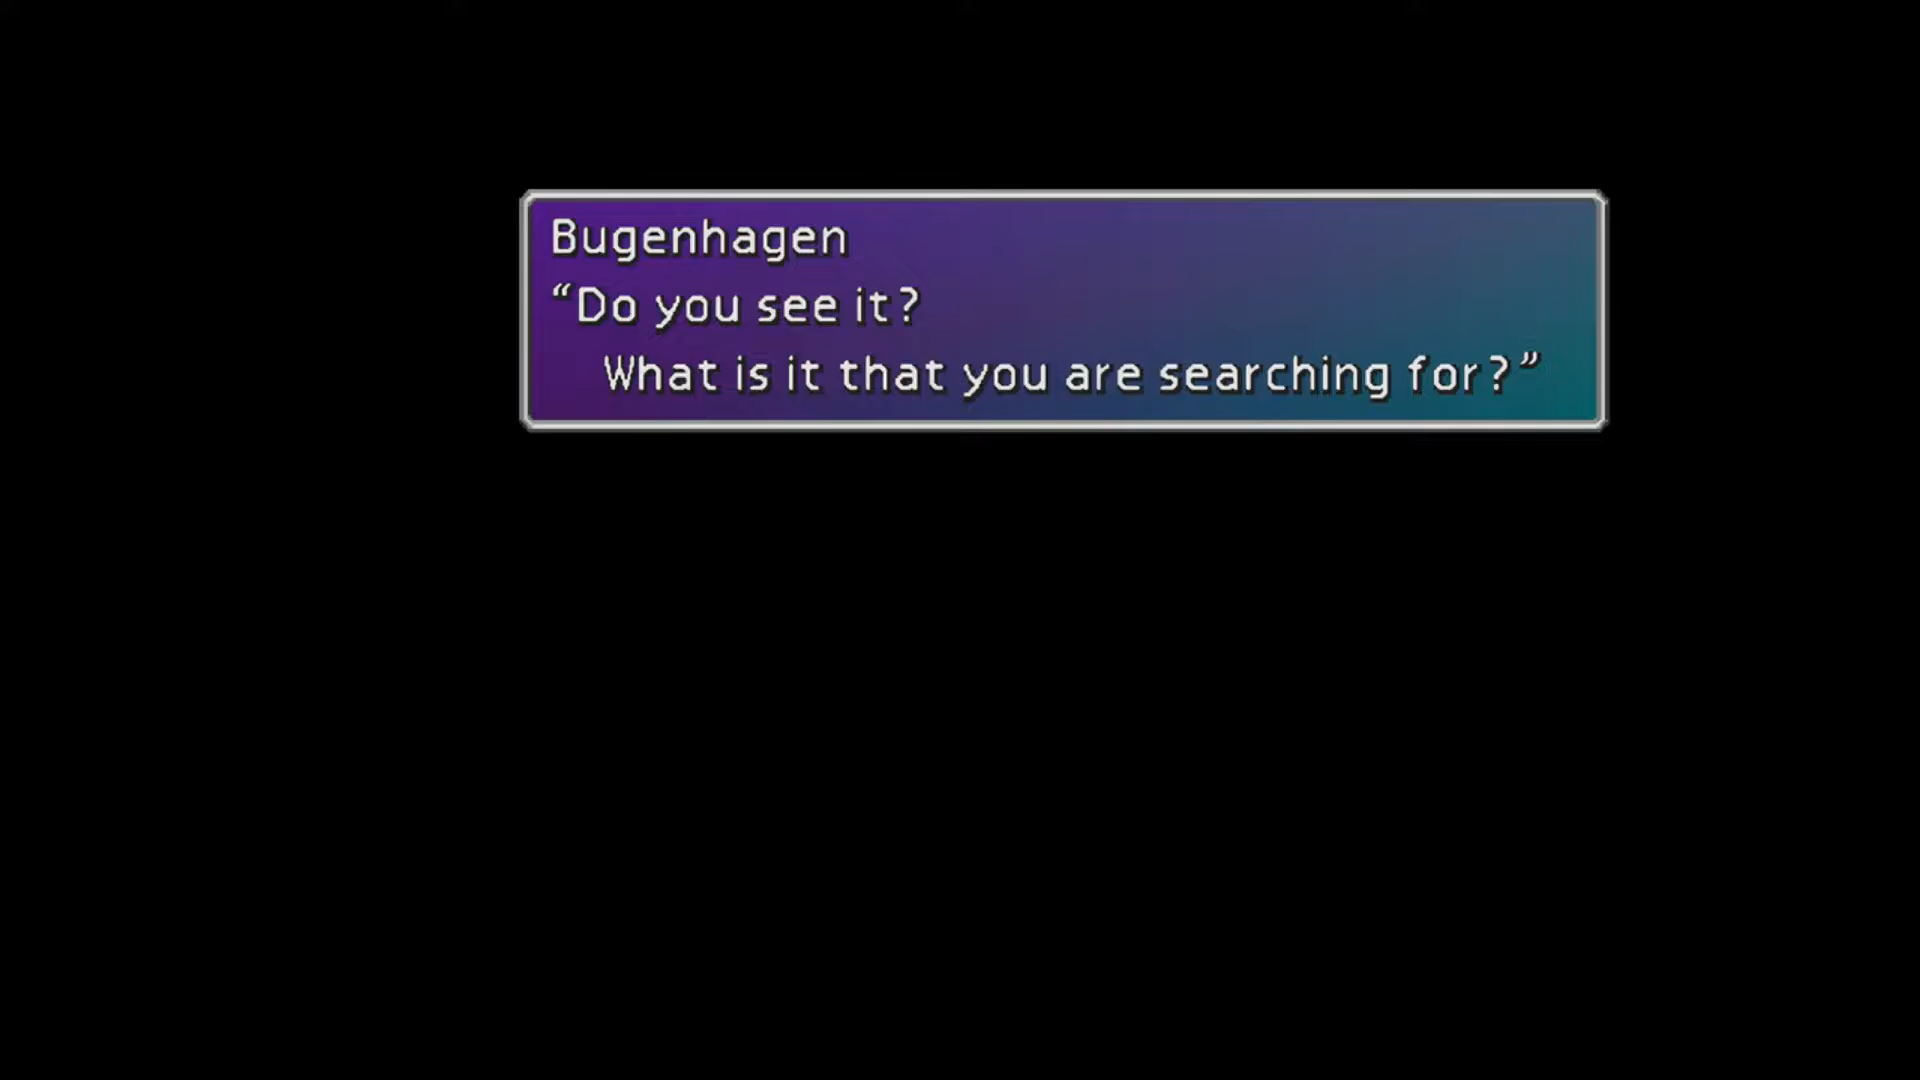 Bugenhagen
“Do you see it?
What is it that you are searching for?”